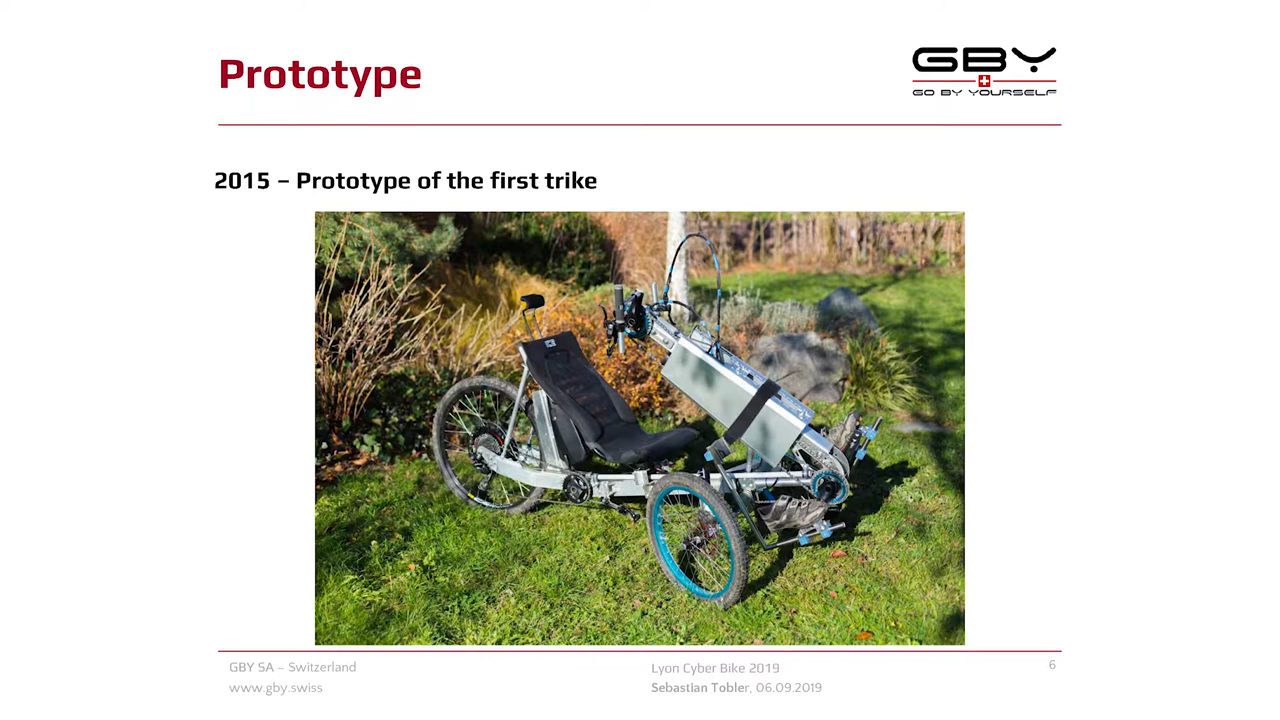 Prototype
GBY
GO BY YOURSELF
2015 – Prototype of the first trike
GBY SA – Switzerland
www.gby.swiss
Lyon Cyber Bike 2019
Sebastian Tobler, 06.09.2019
6